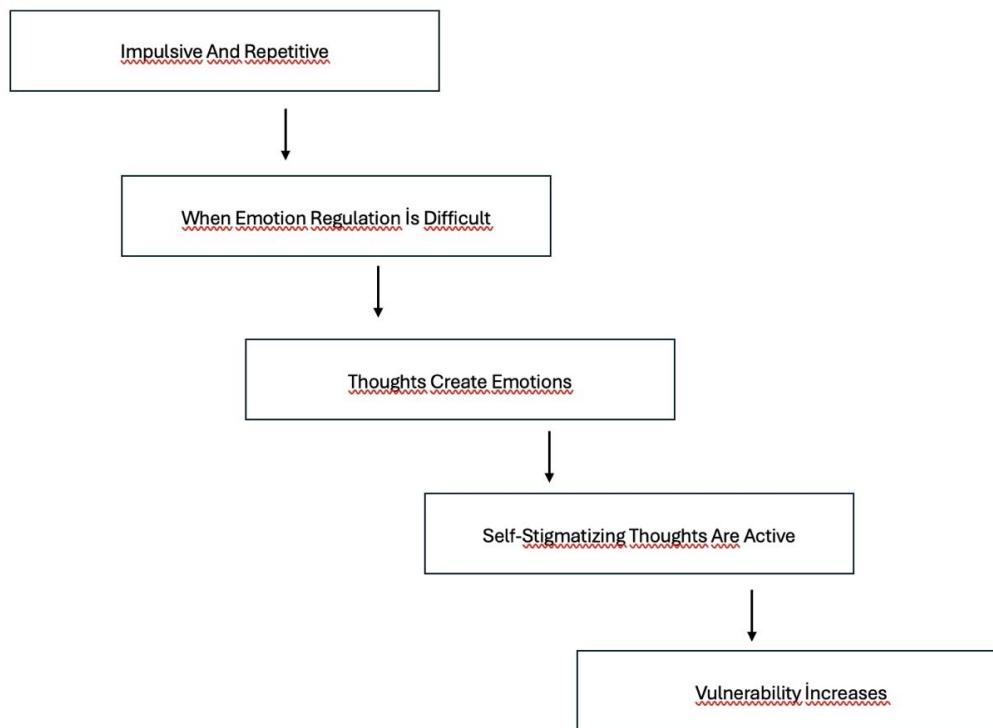 Impulsive And Repetitive
When Emotion Regulation İs Difficult
Thoughts Create Emotions
Self-Stigmatizing Thoughts Are Active
Vulnerability İncreases